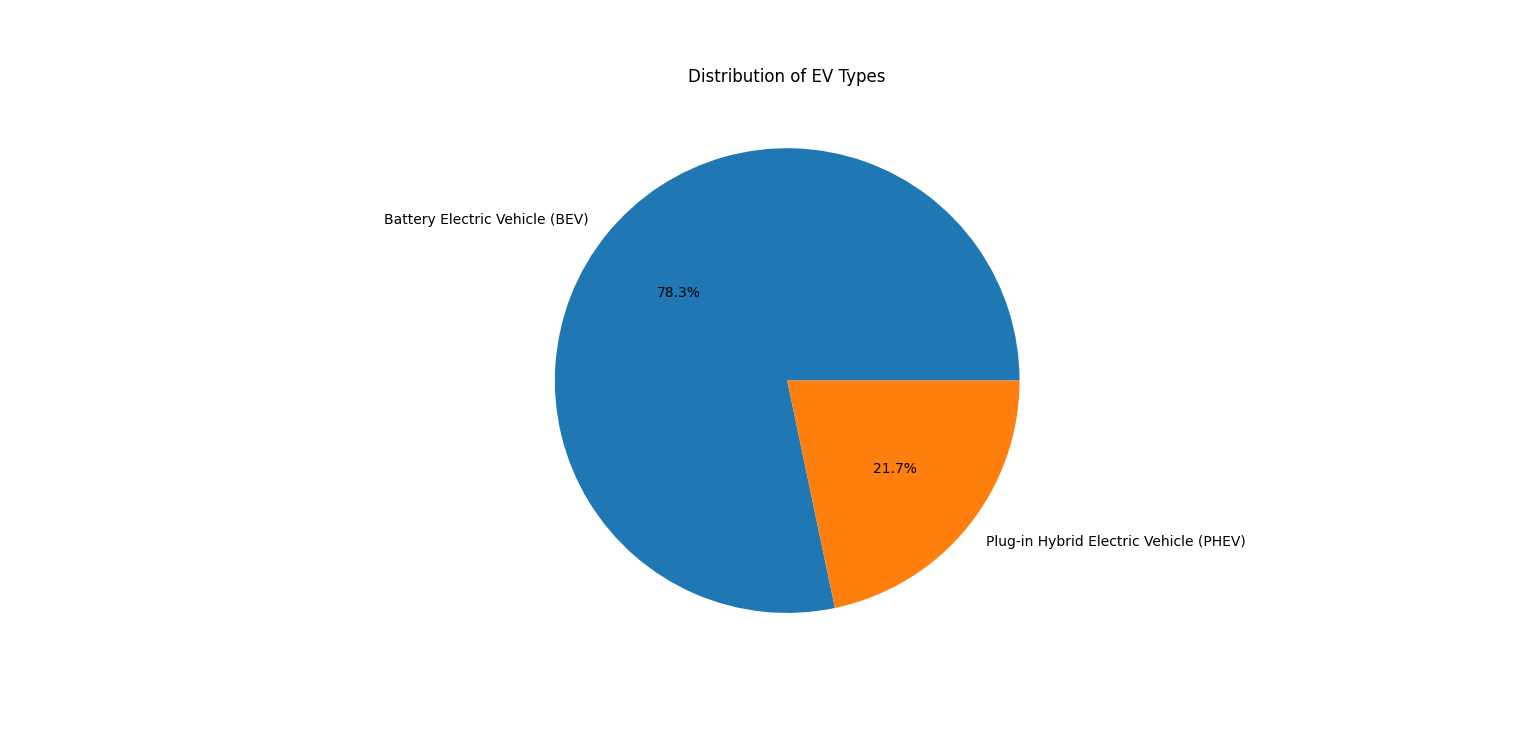 Distribution of EV Types
Battery Electric Vehicle (BEV)
78.3%
21.7%
Plug-in Hybrid Electric Vehicle (PHEV)